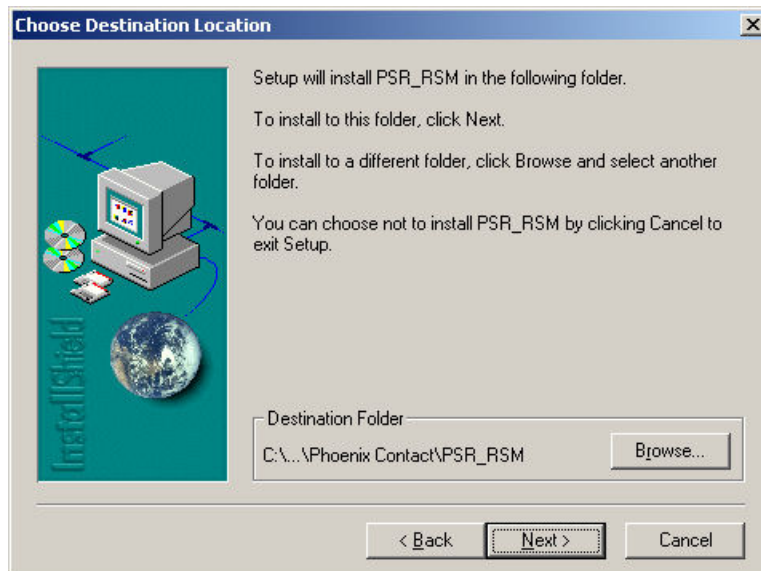 Choose Destination Location
Setup will install PSR_RSM in the following folder.
To install to this folder, click Next.
To install to a different folder, click Browse and select another
folder.
You can choose not to install PSR_RSM by clicking Cancel to
exit Setup.
InstallShield
Destination Folder
C:\...\Phoenix Contact\PSR_RSM
Browse...
< Back
Next >
Cancel